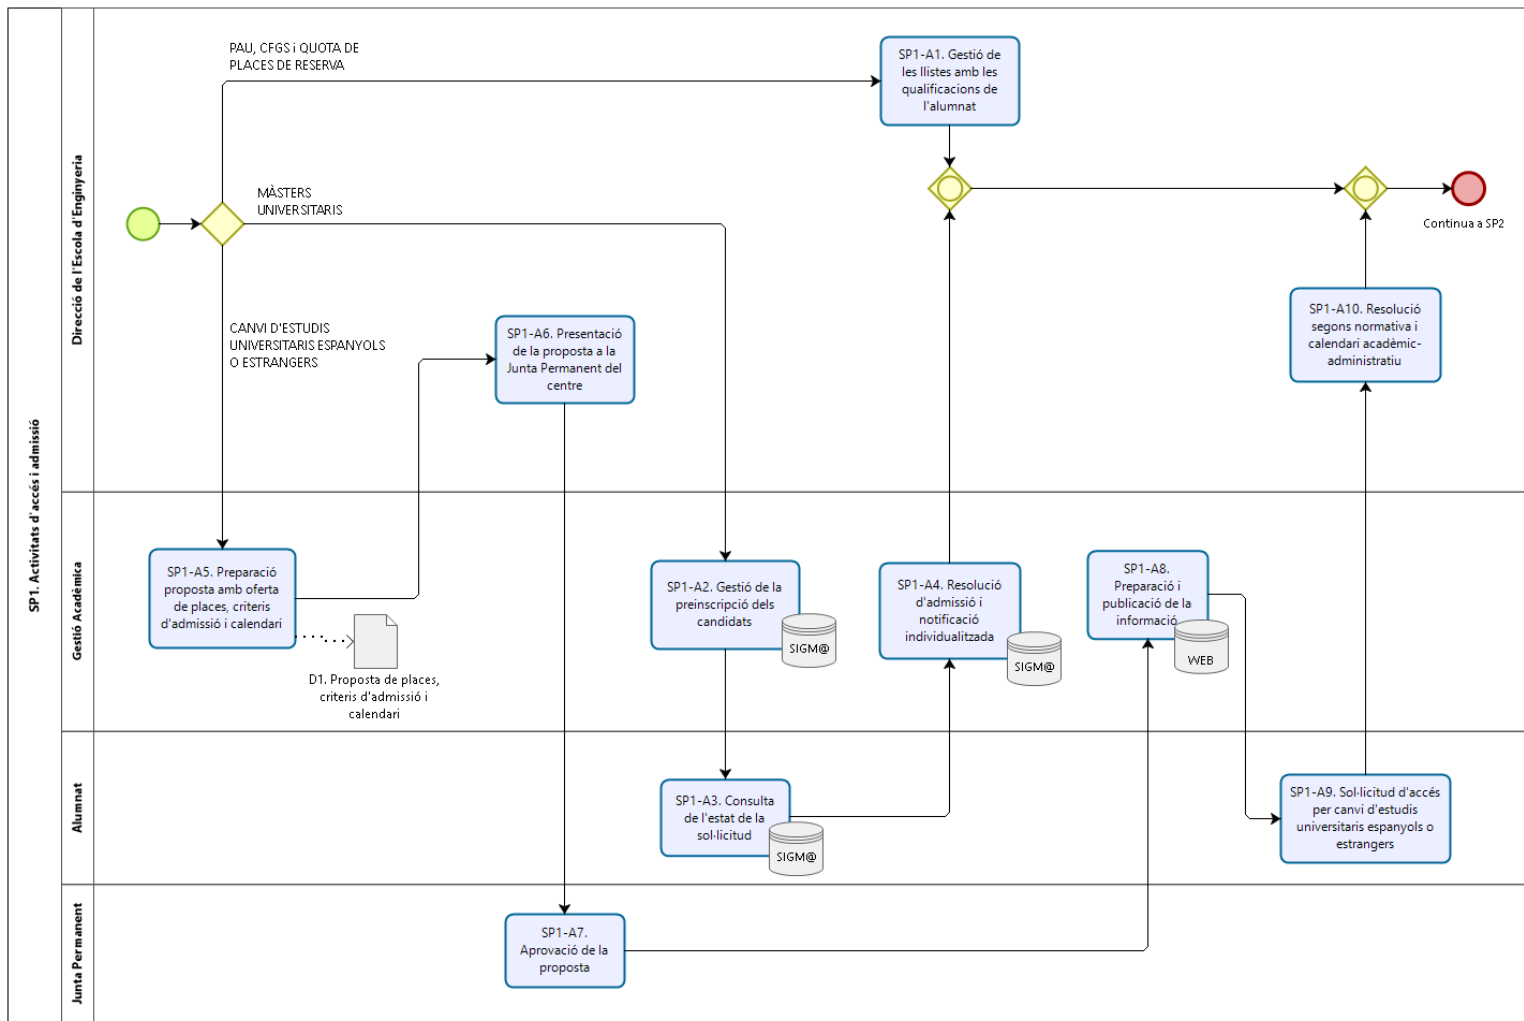 SP1. Activitats d'accés i admissió
Direcció de l'Escola d'Enginyeria
PAU, CFGS i QUOTA DE
PLACES DE RESERVA
SP1-A1. Gestió de
les llistes amb les
qualificacions de
l'alumnat
MÀSTERS
UNIVERSITARIS
Continua a SP2
CANVI D'ESTUDIS
UNIVERSITARIS ESPANYOLS
O ESTRANGERS
SP1-A6. Presentació
de la proposta a la
Junta Permanent del
centre
SP1-A10. Resolució
segons normativa i
calendari acadèmic-
administratiu
Gestió Acadèmica
SP1-A5. Preparació
proposta amb oferta
de places, criteris
d'admissió i calendari
D1. Proposta de places,
criteris d'admissió i
calendari
SP1-A2. Gestió de la
preinscripció dels
candidats
SIGM@
SP1-A4. Resolució
d'admissió i
notificació
individualitzada
SIGM@
SP1-A8.
Preparació i
publicació de la
informació
WEB
Alumnat
SP1-A3. Consulta
de l'estat de la
sol·licitud
SIGM@
SP1-A9. Sol·licitud d'accés
per canvi d'estudis
universitaris espanyols o
estrangers
Junta Permanent
SP1-A7.
Aprovació de la
proposta